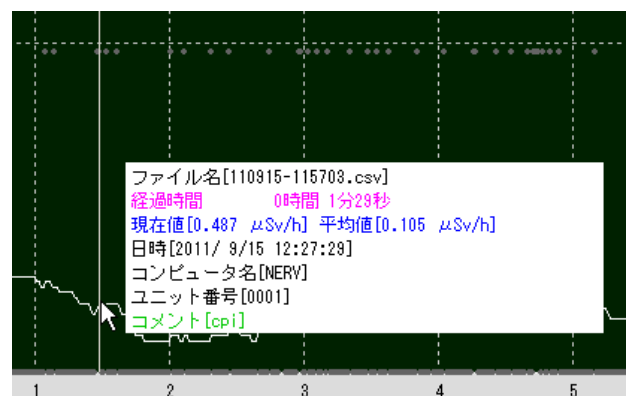 ファイル名[110915-115703.csv]
経過時間 0時間 1分29秒
現在値[0.487 μSv/h] 平均値[0.105 μSv/h]
日時[2011/ 9/15 12:27:29]
コンピュータ名[NERV]
ユニット番号[0001]
コメント[cpi]
1 2 3 4 5